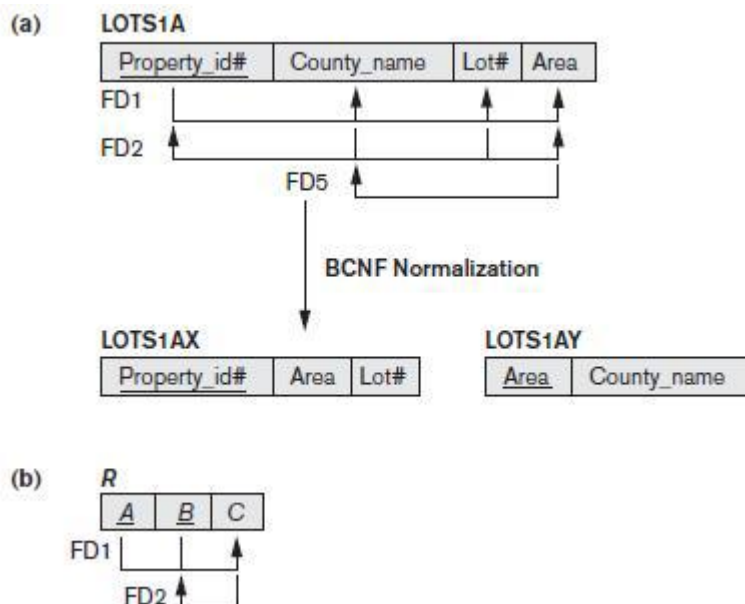 (a) LOTS1A
Property_id# County_name Lot# Area
FD1
FD2
FD5
BCNF Normalization
LOTS1AX LOTS1AY
Property_id# Area Lot# Area County_name
(b) R
A B C
FD1
FD2